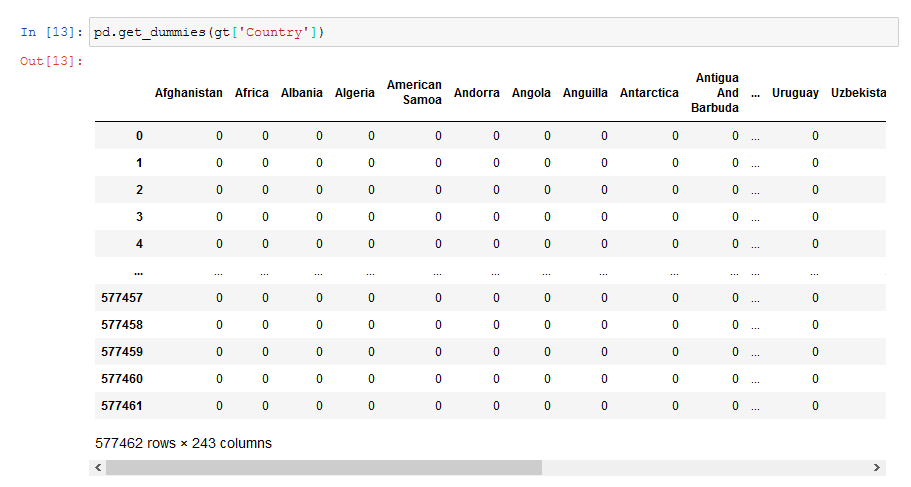 In [13]: pd.get_dummies(gt['Country'])
Out[13]:
Afghanistan Africa Albania Algeria American Samoa Andorra Angola Anguilla Antarctica Antigua And Barbuda ... Uruguay Uzbekista
0 0 0 0 0 0 0 0 0 0 0 ... 0
1 0 0 0 0 0 0 0 0 0 0 ... 0
2 0 0 0 0 0 0 0 0 0 0 ... 0
3 0 0 0 0 0 0 0 0 0 0 ... 0
4 0 0 0 0 0 0 0 0 0 0 ... 0
... ... ... ... ... ... ... ... ... ... ... ... ...
577457 0 0 0 0 0 0 0 0 0 0 ... 0
577458 0 0 0 0 0 0 0 0 0 0 ... 0
577459 0 0 0 0 0 0 0 0 0 0 ... 0
577460 0 0 0 0 0 0 0 0 0 0 ... 0
577461 0 0 0 0 0 0 0 0 0 0 ... 0
577462 rows × 243 columns